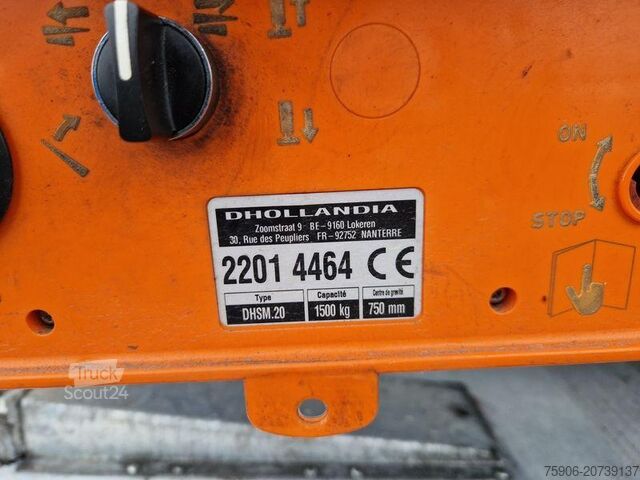 ON
STOP
DHOLLANDIA
Zoomstraat 9 BE-9160 Lokeren
30, Rue des Peupliers FR-92752 NANTERRE
2201 4464 CE
Type Capacité Centre de gravité
DHSM.20 1500 kg 750 mm
Truck
Scout24
75906-20739137